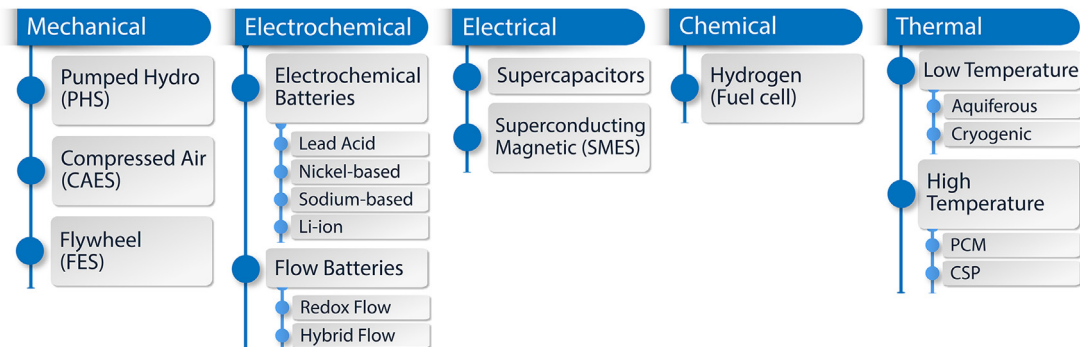 Mechanical
Pumped Hydro
(PHS)
Compressed Air
(CAES)
Flywheel
(FES)
Electrochemical
Electrochemical
Batteries
Lead Acid
Nickel-based
Sodium-based
Li-ion
Flow Batteries
Redox Flow
Hybrid Flow
Electrical
Supercapacitors
Superconducting
Magnetic (SMES)
Chemical
Hydrogen
(Fuel cell)
Thermal
Low Temperature
Aquiferous
Cryogenic
High
Temperature
PCM
CSP